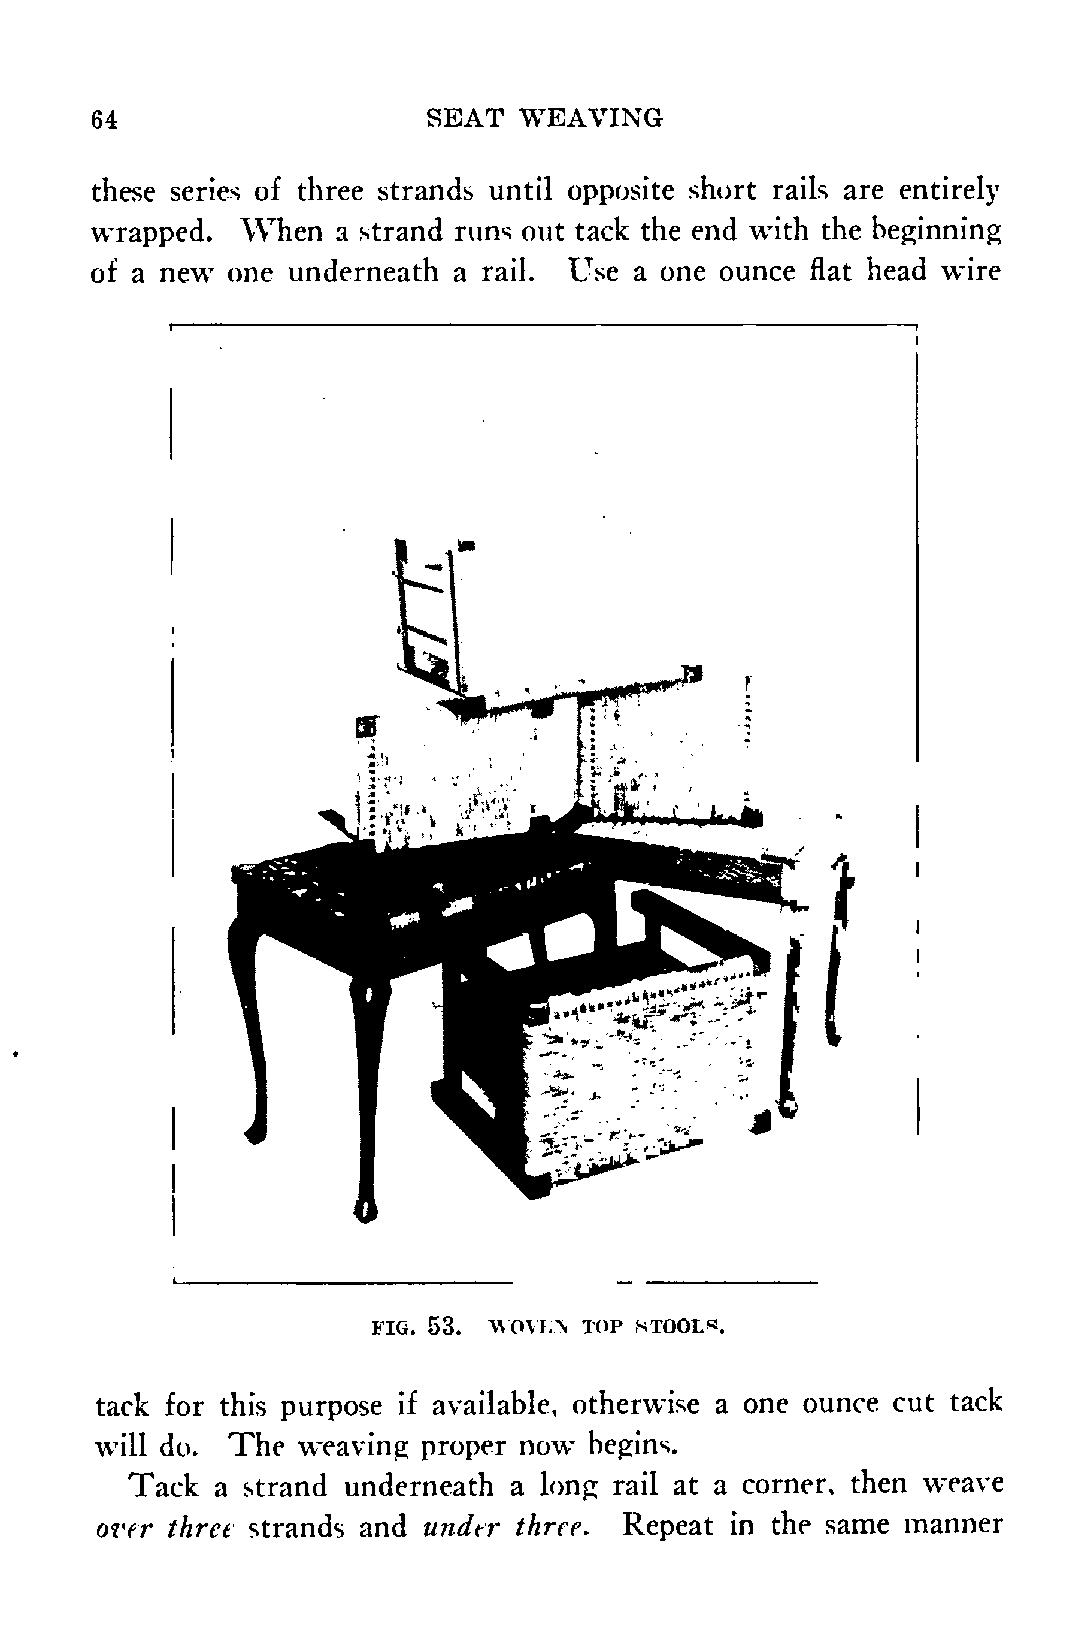 64 SEAT WEAVING
these series of three strands until opposite short rails are entirely
wrapped. When a strand runs out tack the end with the beginning
of a new one underneath a rail. Use a one ounce flat head wire
FIG. 53. WOVEN TOP STOOLS.
tack for this purpose if available, otherwise a one ounce cut tack
will do. The weaving proper now begins.
Tack a strand underneath a long rail at a corner, then weave
over three strands and under three. Repeat in the same manner